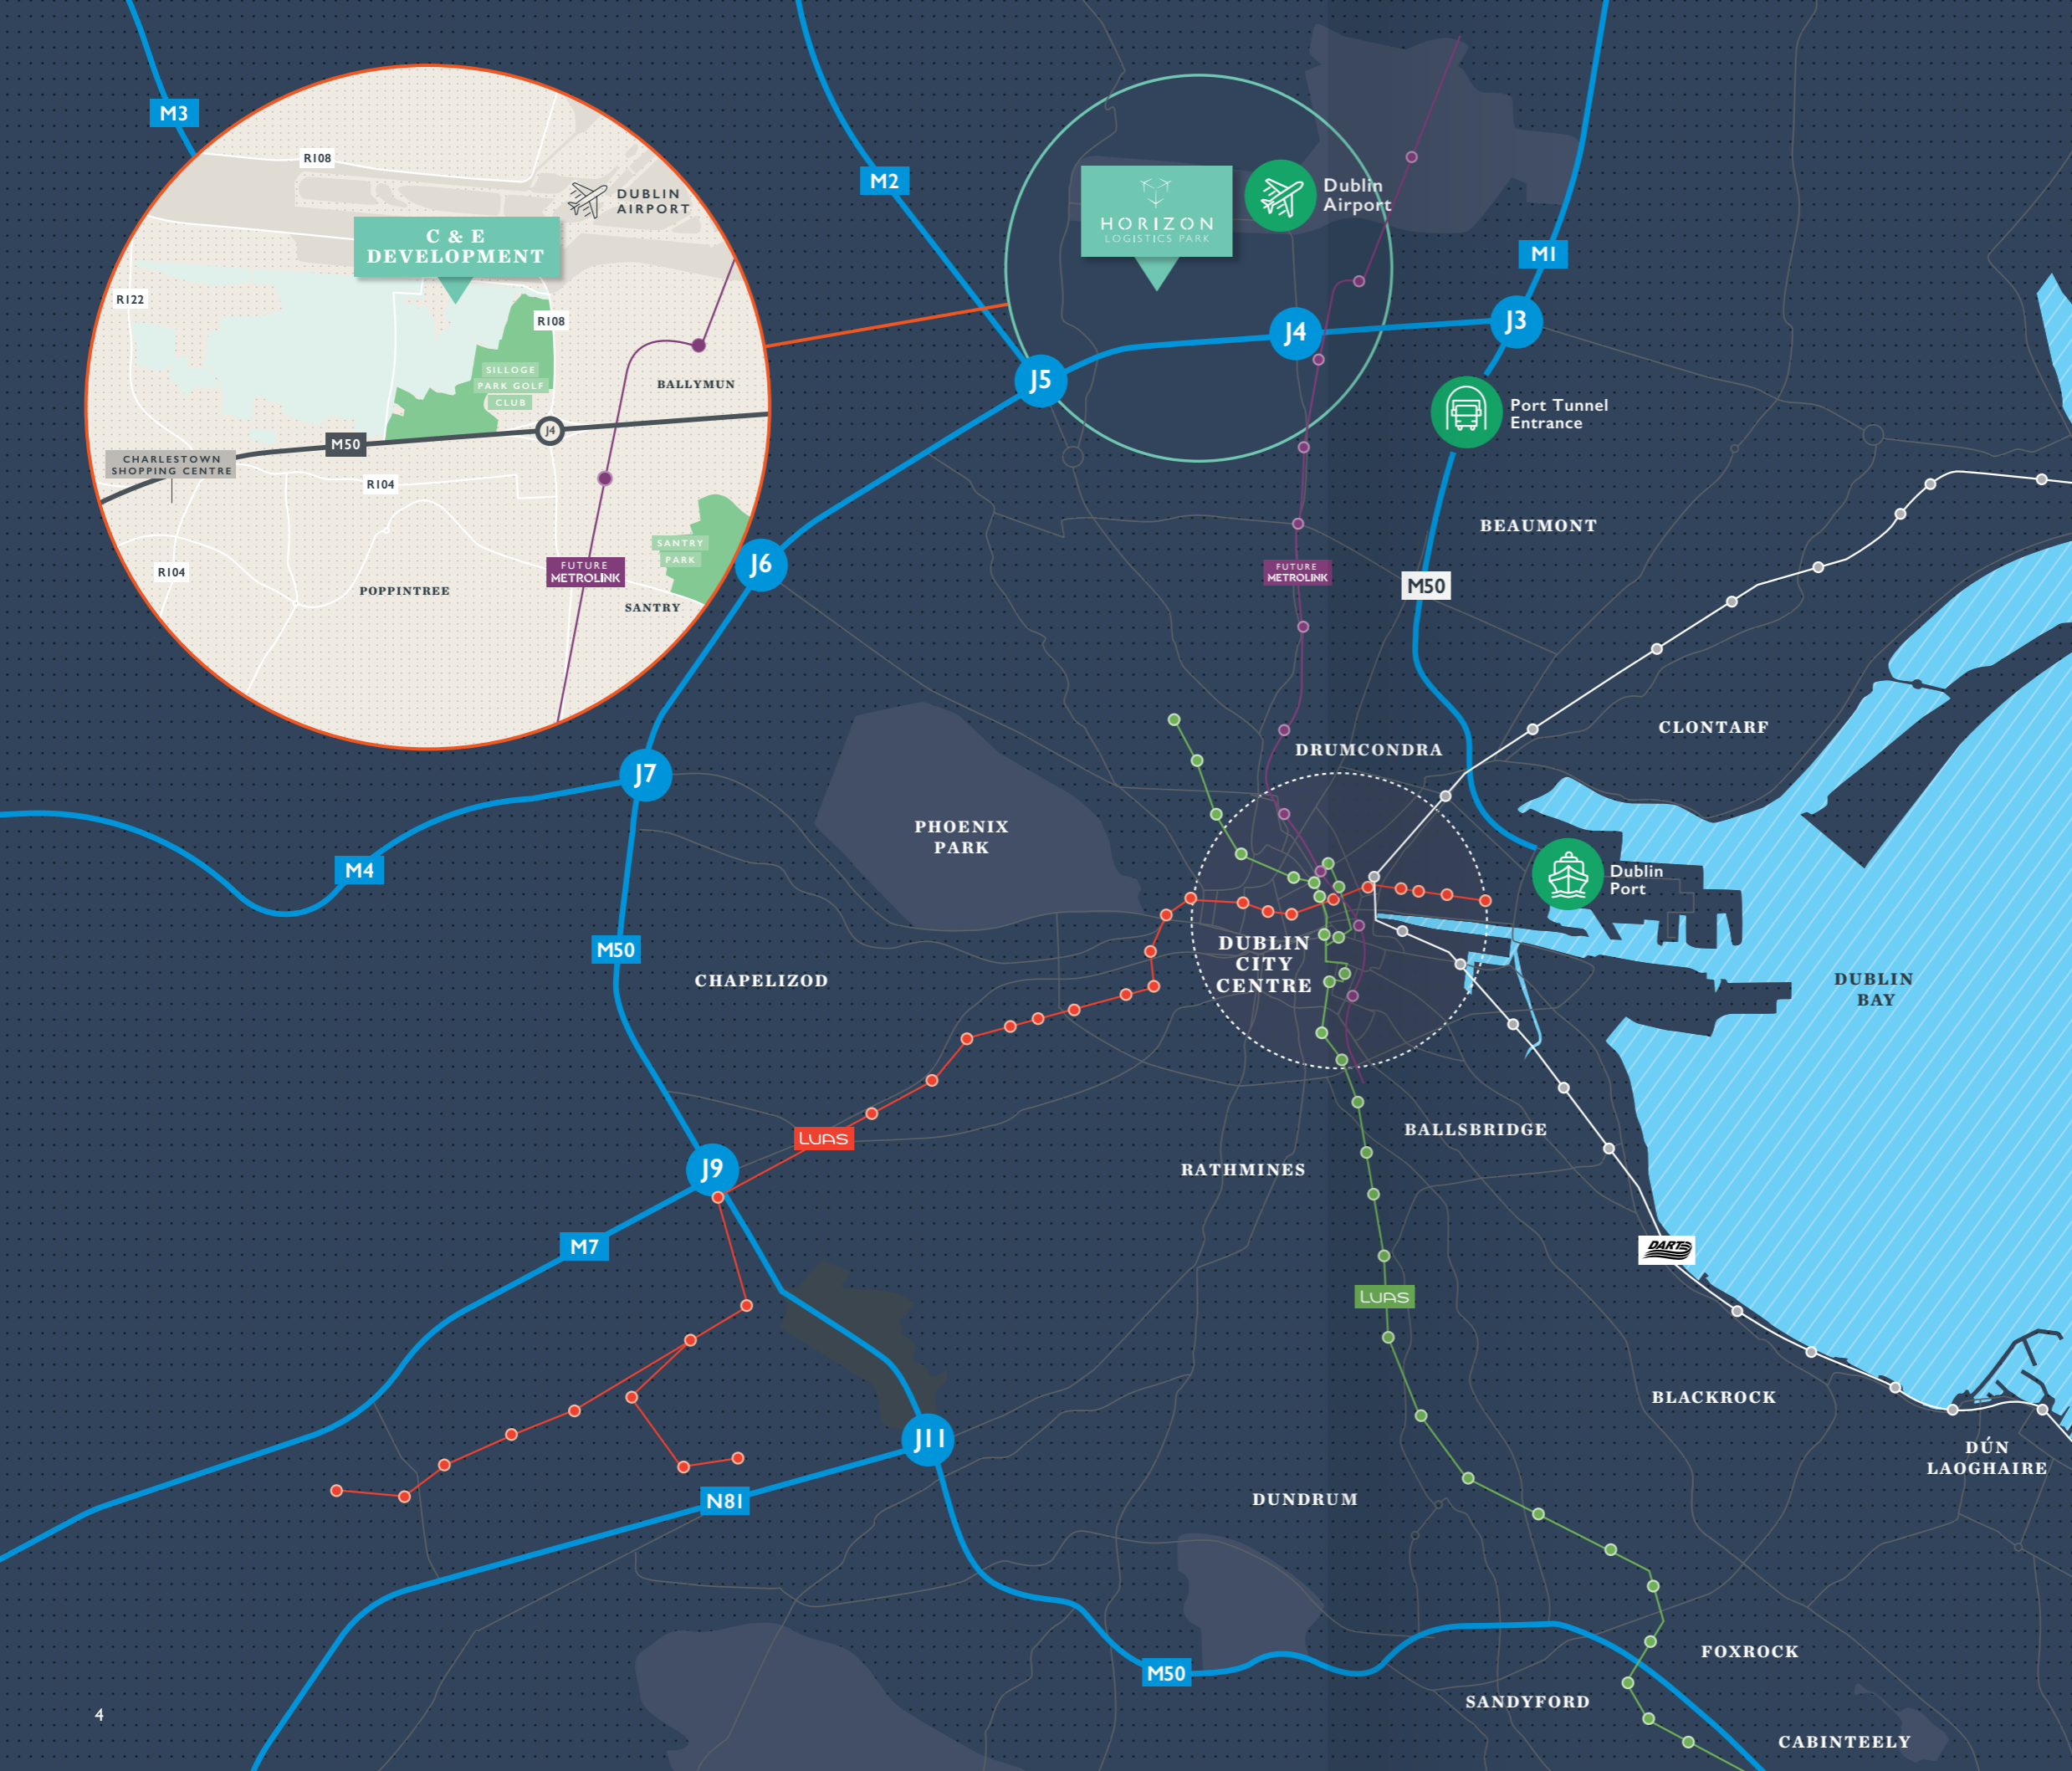 M3
R108
DUBLIN
AIRPORT
C & E
DEVELOPMENT
R122
R108
SILLOGE
PARK GOLF
CLUB
BALLYMUN
J4
M50
CHARLESTOWN
SHOPPING CENTRE
R104
SANTRY
PARK
R104
FUTURE
METROLINK
POPPINTREE
SANTRY
M2
HORIZON
LOGISTICS PARK
Dublin
Airport
M1
J3
J4
J5
Port Tunnel
Entrance
BEAUMONT
J6
FUTURE
METROLINK
M50
CLONTARF
DRUMCONDRA
J7
PHOENIX
PARK
M4
Dublin
Port
M50
DUBLIN
CITY
CENTRE
CHAPELIZOD
DUBLIN
BAY
LUAS
BALLSBRIDGE
J9
RATHMINES
M7
DART
LUAS
BLACKROCK
J11
DÚN
LAOGHAIRE
N81
DUNDRUM
FOXROCK
M50
SANDYFORD
4
CABINTEELY